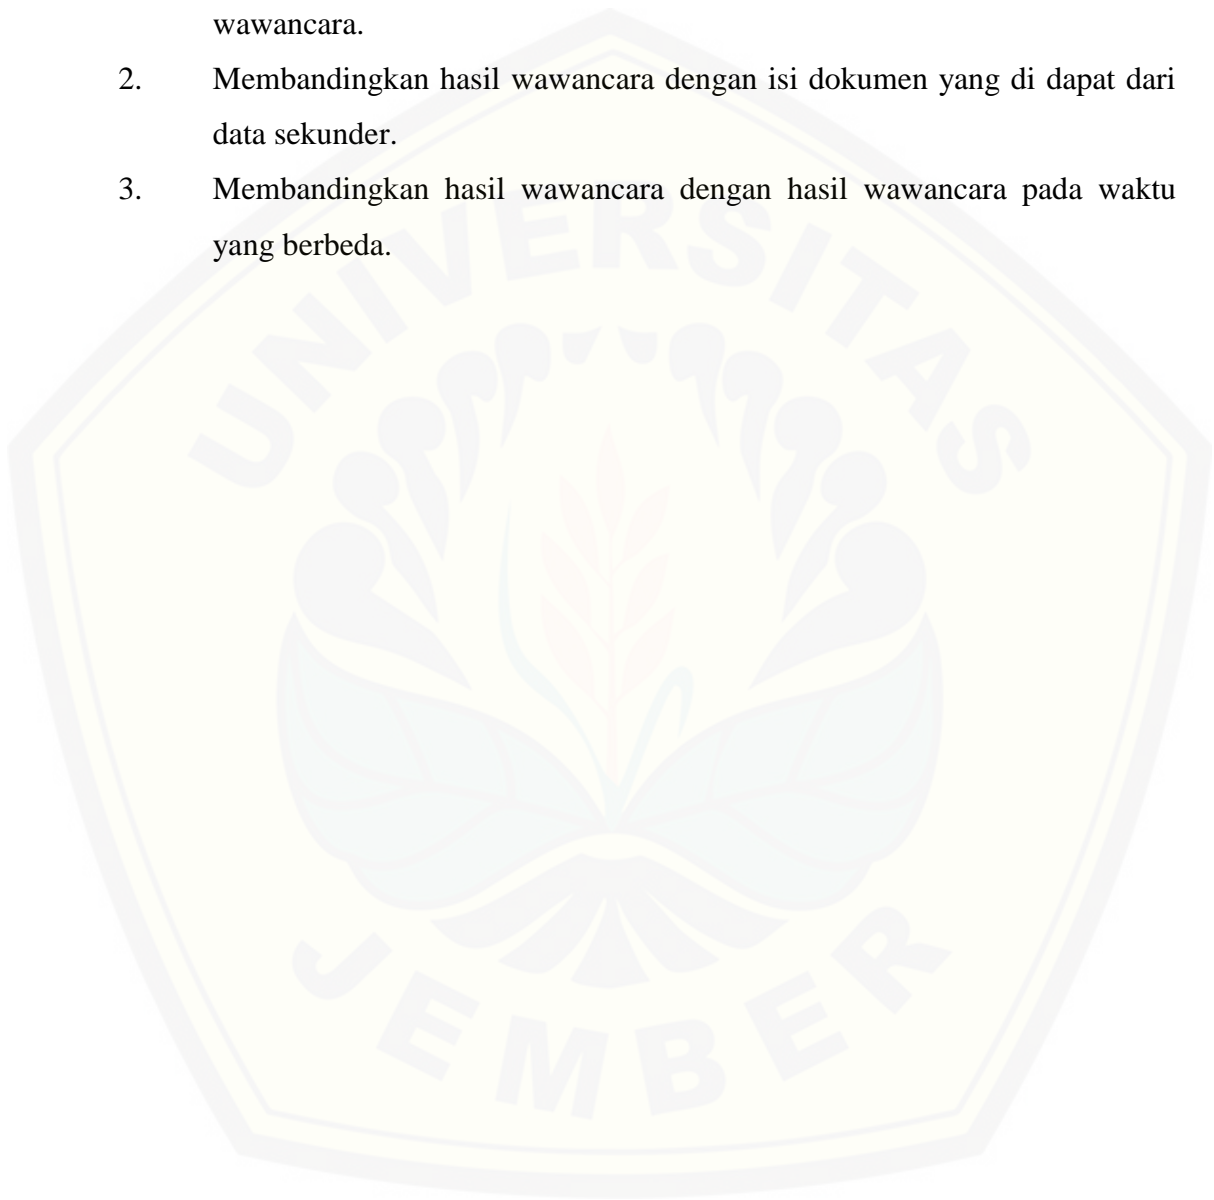 wawancara.
2. Membandingkan hasil wawancara dengan isi dokumen yang di dapat dari
data sekunder.
3. Membandingkan hasil wawancara dengan hasil wawancara pada waktu
yang berbeda.
UNIVERSITAS
JEMBER